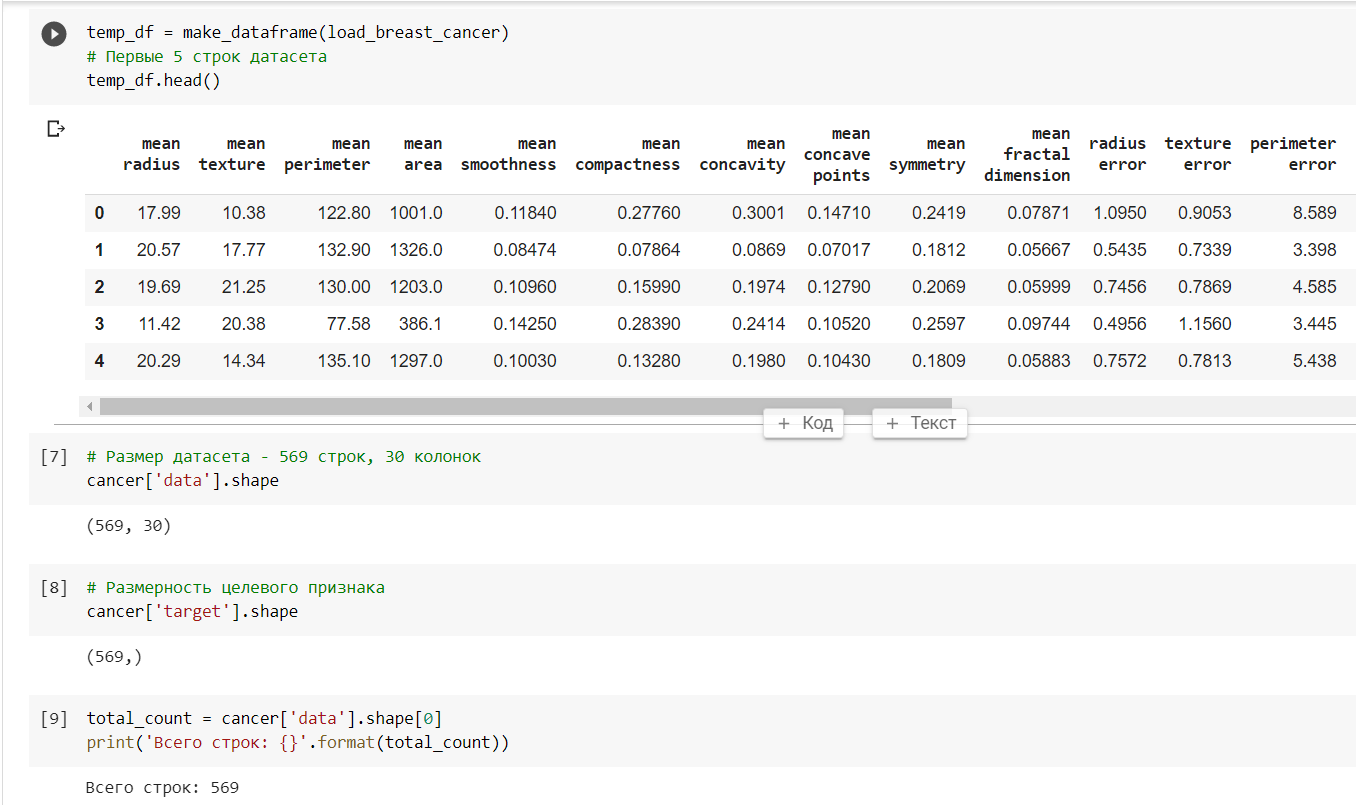 temp_df = make_dataframe(load_breast_cancer)
# Первые 5 строк датасета
temp_df.head()
mean radius mean texture mean perimeter mean area mean smoothness mean compactness mean concavity mean concave points mean symmetry mean fractal dimension radius error texture error perimeter error
0 17.99 10.38 122.80 1001.0 0.11840 0.27760 0.3001 0.14710 0.2419 0.07871 1.0950 0.9053 8.589
1 20.57 17.77 132.90 1326.0 0.08474 0.07864 0.0869 0.07017 0.1812 0.05667 0.5435 0.7339 3.398
2 19.69 21.25 130.00 1203.0 0.10960 0.15990 0.1974 0.12790 0.2069 0.05999 0.7456 0.7869 4.585
3 11.42 20.38 77.58 386.1 0.14250 0.28390 0.2414 0.10520 0.2597 0.09744 0.4956 1.1560 3.445
4 20.29 14.34 135.10 1297.0 0.10030 0.13280 0.1980 0.10430 0.1809 0.05883 0.7572 0.7813 5.438
+ Код + Текст
[7] # Размер датасета - 569 строк, 30 колонок
cancer['data'].shape
(569, 30)
[8] # Размерность целевого признака
cancer['target'].shape
(569,)
[9] total_count = cancer['data'].shape[0]
print('Всего строк: {}'.format(total_count))
Всего строк: 569